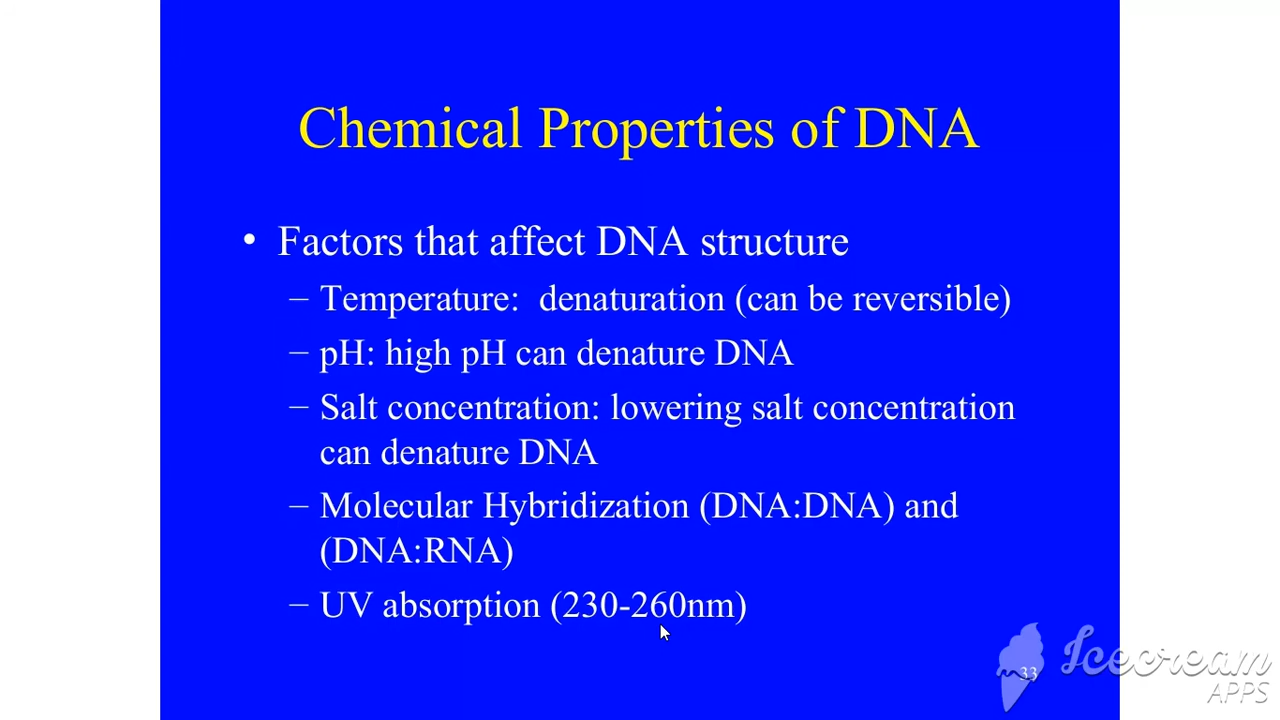 Chemical Properties of DNA
• Factors that affect DNA structure
– Temperature:  denaturation (can be reversible)
– pH: high pH can denature DNA
– Salt concentration: lowering salt concentration
can denature DNA
– Molecular Hybridization (DNA:DNA) and
(DNA:RNA)
– UV absorption (230-260nm)
33
Icecream
APPS